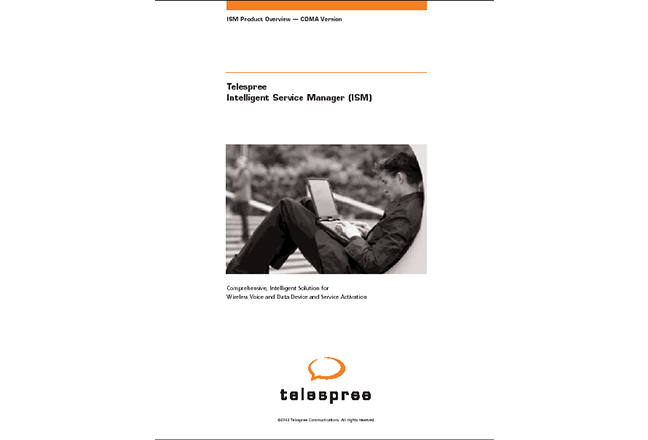 ISM Product Overview — CDMA Version
Telespree
Intelligent Service Manager (ISM)
Comprehensive, Intelligent Solution for
Wireless Voice and Data Device and Service Activation
telespree
Telespree Communications. All rights reserved.